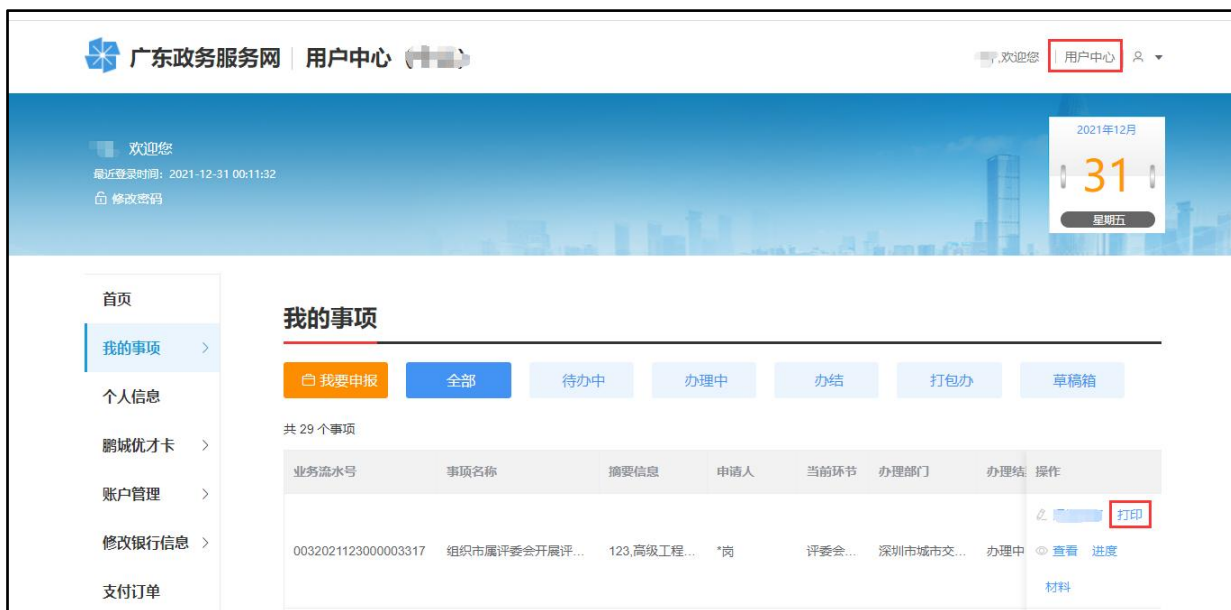 广东政务服务网 用户中心
,欢迎您 用户中心
欢迎您
最近登录时间：2021-12-31 00:11:32
修改密码
2021年12月
31
星期五
首页
我的事项
个人信息
鹏城优才卡
账户管理
修改银行信息
支付订单
我的事项
我要申报 全部 待办中 办理中 办结 打包办 草稿箱
共 29 个事项
业务流水号 事项名称 摘要信息 申请人 当前环节 办理部门 办理结 操作
打印
0032021123000003317 组织市属评委会开展评... 123,高级工程... *岗 评委会... 深圳市城市交... 办理中 查看 进度
材料